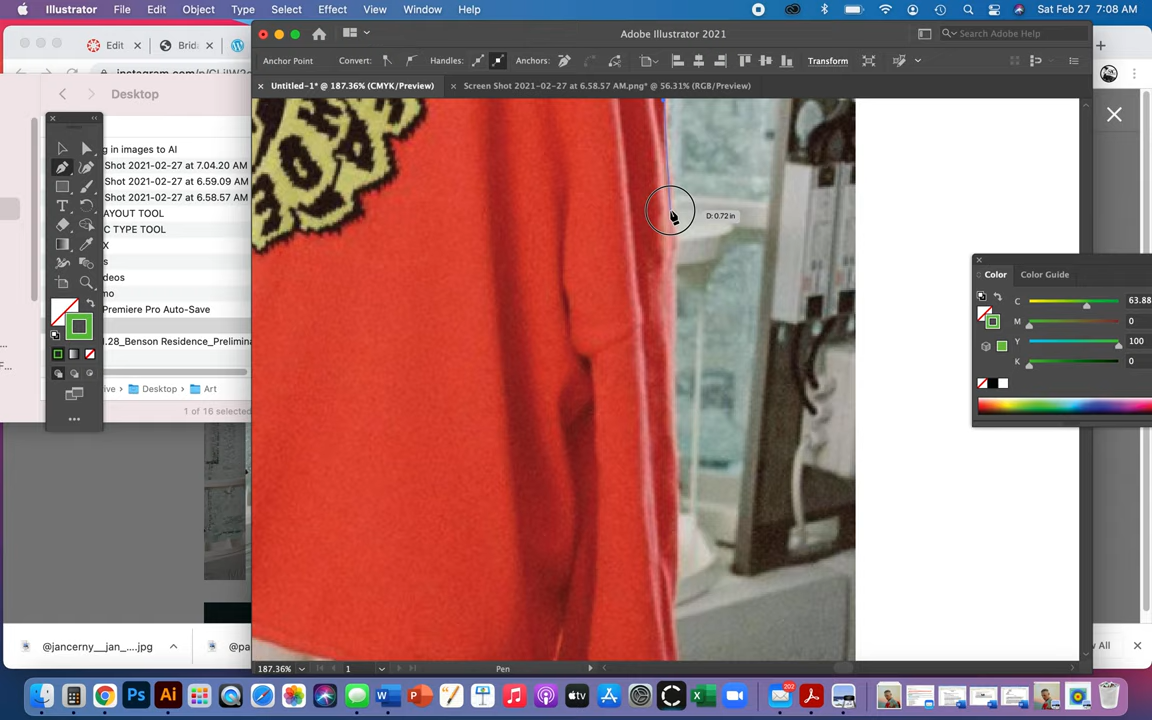 Illustrator File Edit Object Type Select Effect View Window Help Sat Feb 27 7:08 AM
Adobe Illustrator 2021 Search Adobe Help
Edit
Anchor Point Convert: Handles: Anchors: Transform
Desktop
Untitled-1* @ 187.36% (CMYK/Preview) Screen Shot 2021-02-27 at 6.58.57 AM.png* @ 56.31% (RGB/Preview)
g in images to AI
Shot 2021-02-27 at 7.04.20 AM
Shot 2021-02-27 at 6.59.09 AM
Shot 2021-02-27 at 6.58.57 AM
AYOUT TOOL
C TYPE TOOL
D: 0.72 in
Color Color Guide
C 63.88
M 0
Y 100
K 0
Premiere Pro Auto-Save
1.28_Benson Residence_Prelimina
Desktop Art
1 of 16 selected
@jancerny__jan_....jpg @pa
187.36% 1 Pen
202